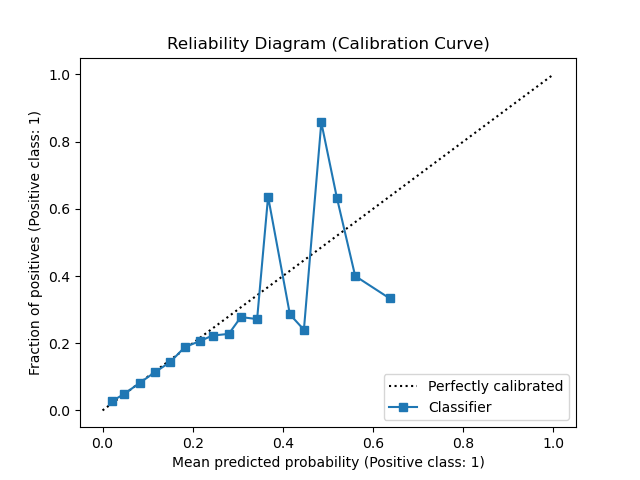 Reliability Diagram (Calibration Curve)
Fraction of positives (Positive class: 1)
1.0
0.8
0.6
0.4
0.2
0.0
Perfectly calibrated
Classifier
0.0 0.2 0.4 0.6 0.8 1.0
Mean predicted probability (Positive class: 1)